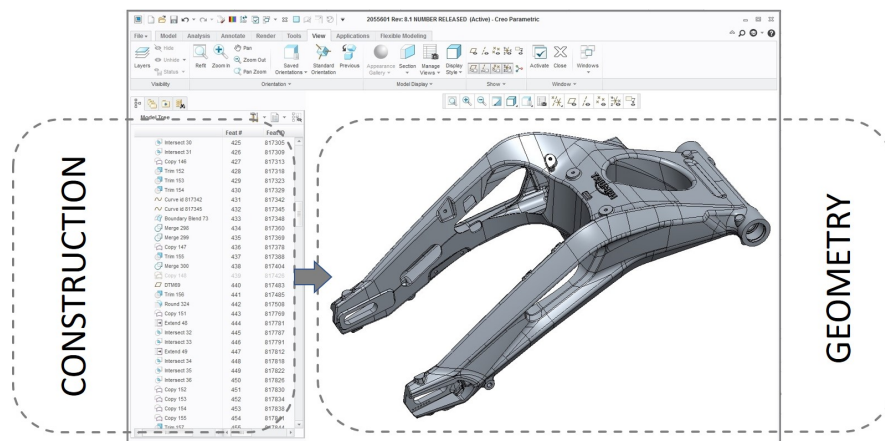 2055601 Rev: 8.1 NUMBER RELEASED (Active) - Creo Parametric
File Model Analysis Annotate Render Tools View Applications Flexible Modeling
Layers
Hide
Unhide
Status
Refit
Zoom In
Pan
Zoom Out
Pan Zoom
Saved Orientations
Standard Orientation
Previous
Appearance Gallery
Section
Manage Views
Display Style
Activate
Close
Windows
Visibility Orientation Model Display Show Window
Model Tree
Feat # Feat ID
Intersect 30 425 817305
Intersect 31 426 817309
Copy 146 427 817313
Trim 152 428 817318
Trim 153 429 817323
Trim 154 430 817329
Curve id 817342 431 817342
Curve id 817345 432 817345
Boundary Blend 73 433 817348
Merge 298 434 817360
Merge 299 435 817369
Copy 147 436 817378
Trim 155 437 817388
Merge 300 438 817404
DTM69 440 817483
Trim 156 441 817485
Round 324 442 817508
Copy 151 443 817769
Extend 48 444 817781
Intersect 32 445 817787
Intersect 33 446 817791
Extend 49 447 817812
Intersect 34 448 817818
Intersect 35 449 817822
Intersect 36 450 817826
Copy 152 451 817830
Copy 153 452 817834
Copy 154 453 817838
Copy 155 454 817841
Trim 157 455 817844
CONSTRUCTION
TRIUMPH
GEOMETRY